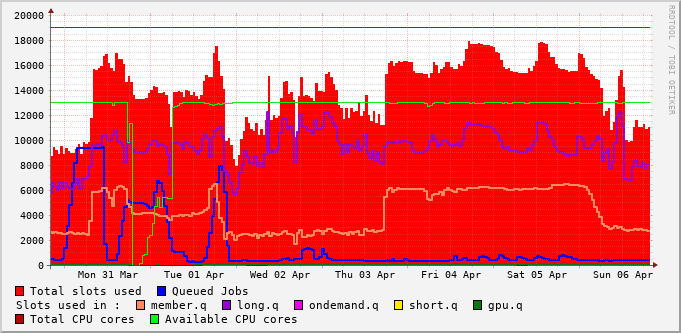 20000
18000
16000
14000
12000
10000
8000
6000
4000
2000
0
Mon 31 Mar Tue 01 Apr Wed 02 Apr Thu 03 Apr Fri 04 Apr Sat 05 Apr Sun 06 Apr
Total slots used Queued Jobs
Slots used in : member.q long.q ondemand.q short.q gpu.q
Total CPU cores Available CPU cores
RRDTOOL / TOBI OETIKER